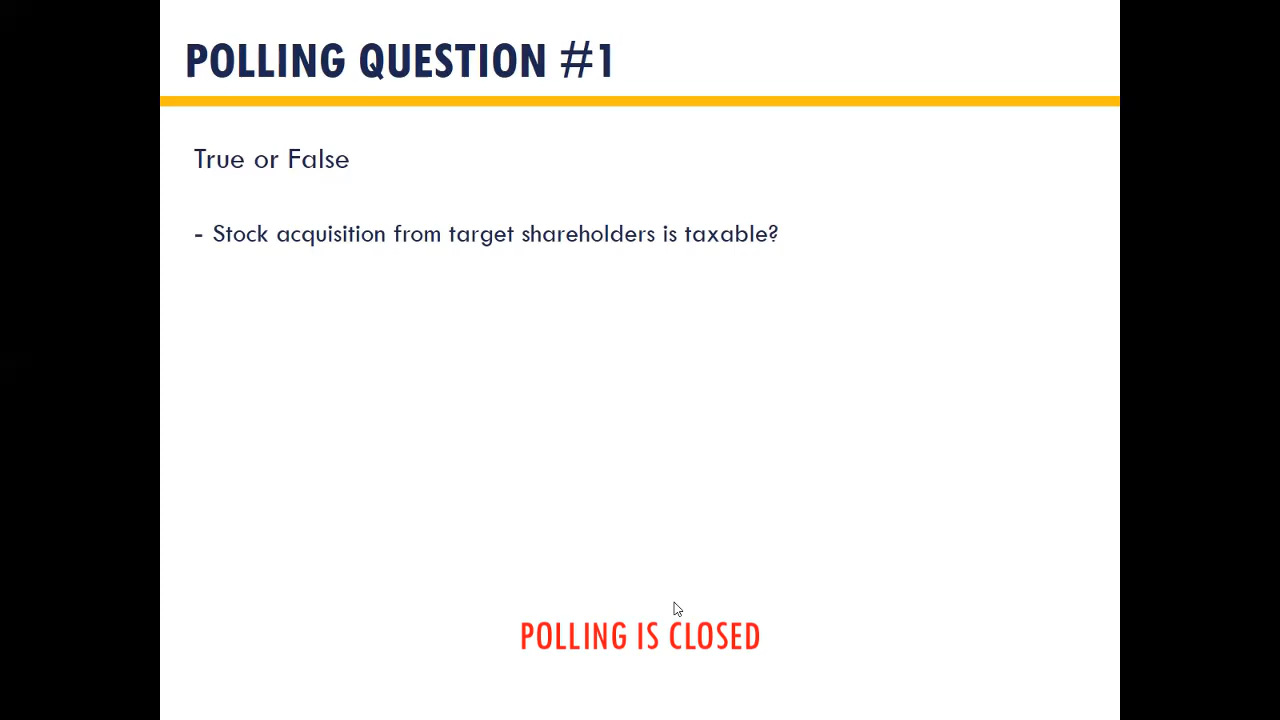 POLLING QUESTION #1
True or False
- Stock acquisition from target shareholders is taxable?
POLLING IS CLOSED